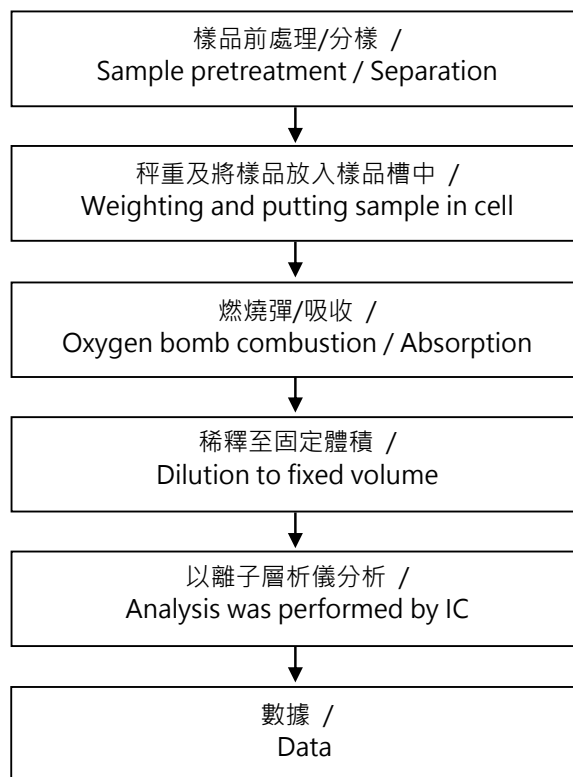 樣品前處理/分樣 /
Sample pretreatment / Separation
秤重及將樣品放入樣品槽中 /
Weighting and putting sample in cell
燃燒彈/吸收 /
Oxygen bomb combustion / Absorption
稀釋至固定體積 /
Dilution to fixed volume
以離子層析儀分析 /
Analysis was performed by IC
數據 /
Data